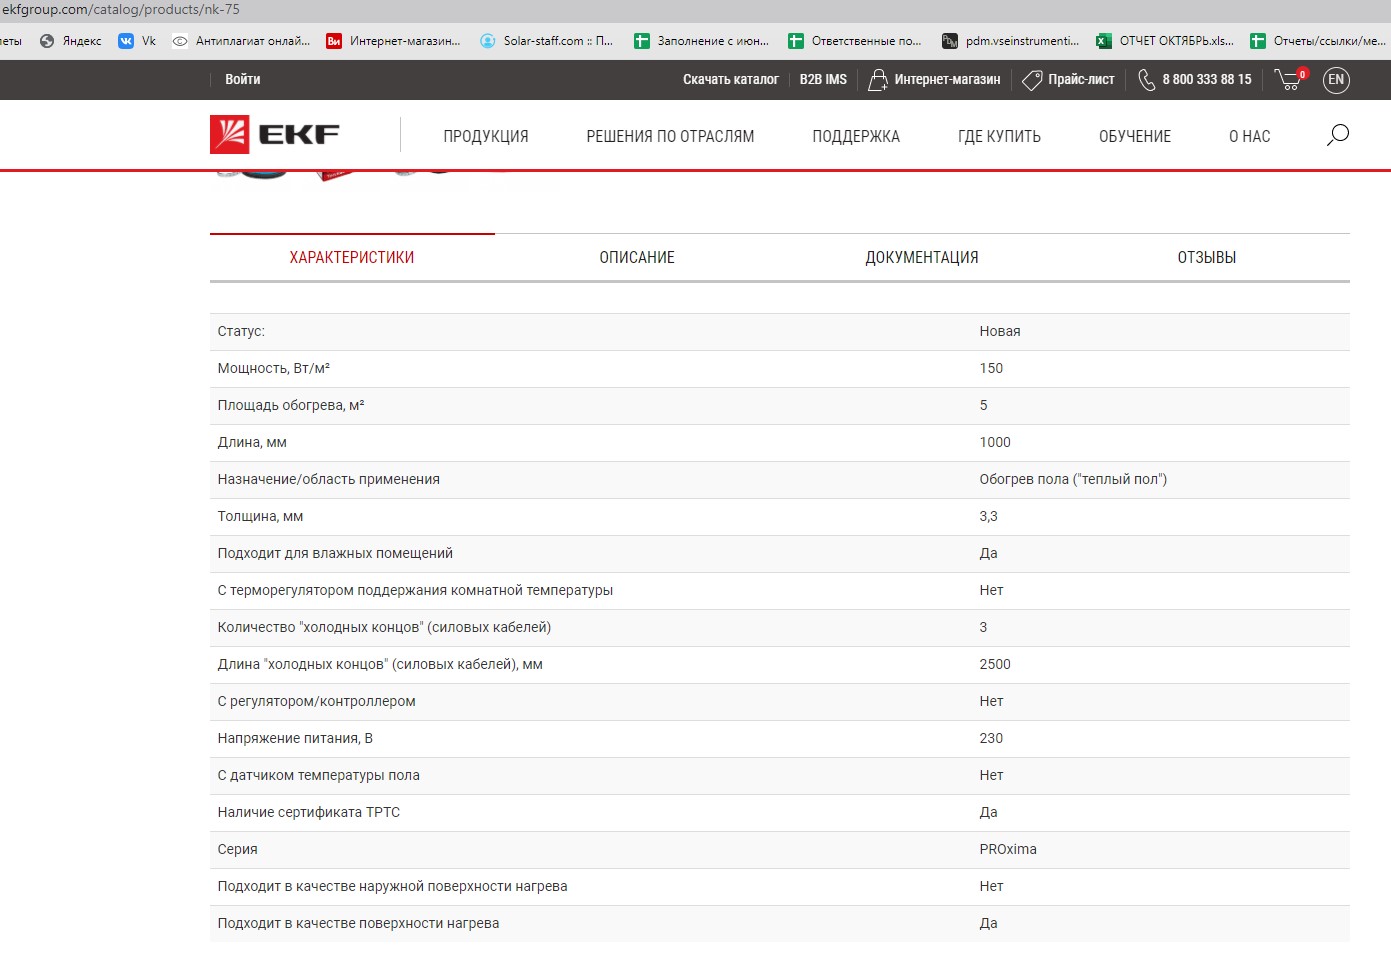 ekfgroup.com/catalog/products/nk-75
леты Яндекс Vk Антиплагиат онлай... Ви Интернет-магазин... Solar-staff.com :: П... Заполнение с июн... Ответственные по... pdm.vseinstrumenti... ОТЧЕТ ОКТЯБРЬ.xls... Отчеты/ссылки/ме...
Войти Скачать каталог B2B IMS Интернет-магазин Прайс-лист 8 800 333 88 15 0 EN
EKF ПРОДУКЦИЯ РЕШЕНИЯ ПО ОТРАСЛЯМ ПОДДЕРЖКА ГДЕ КУПИТЬ ОБУЧЕНИЕ О НАС
ХАРАКТЕРИСТИКИ ОПИСАНИЕ ДОКУМЕНТАЦИЯ ОТЗЫВЫ
Статус: Новая
Мощность, Вт/м² 150
Площадь обогрева, м² 5
Длина, мм 1000
Назначение/область применения Обогрев пола ("теплый пол")
Толщина, мм 3,3
Подходит для влажных помещений Да
С терморегулятором поддержания комнатной температуры Нет
Количество "холодных концов" (силовых кабелей) 3
Длина "холодных концов" (силовых кабелей), мм 2500
С регулятором/контроллером Нет
Напряжение питания, В 230
С датчиком температуры пола Нет
Наличие сертификата ТРТС Да
Серия PROxima
Подходит в качестве наружной поверхности нагрева Нет
Подходит в качестве поверхности нагрева Да